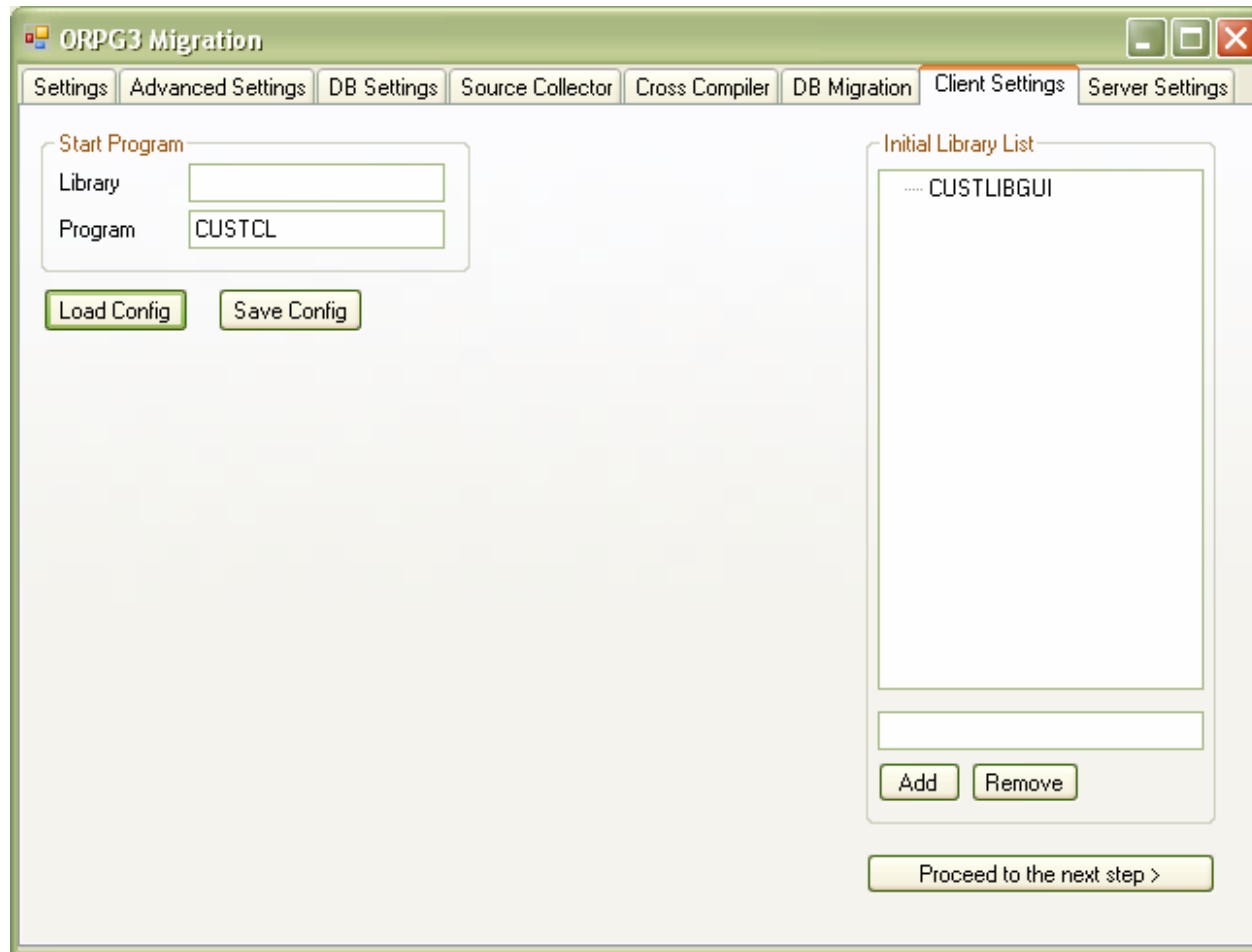 ORPG3 Migration
Settings Advanced Settings DB Settings Source Collector Cross Compiler DB Migration Client Settings Server Settings
Start Program
Library
Program CUSTCL
Load Config Save Config
Initial Library List
CUSTLIBGUI
Add Remove
Proceed to the next step >